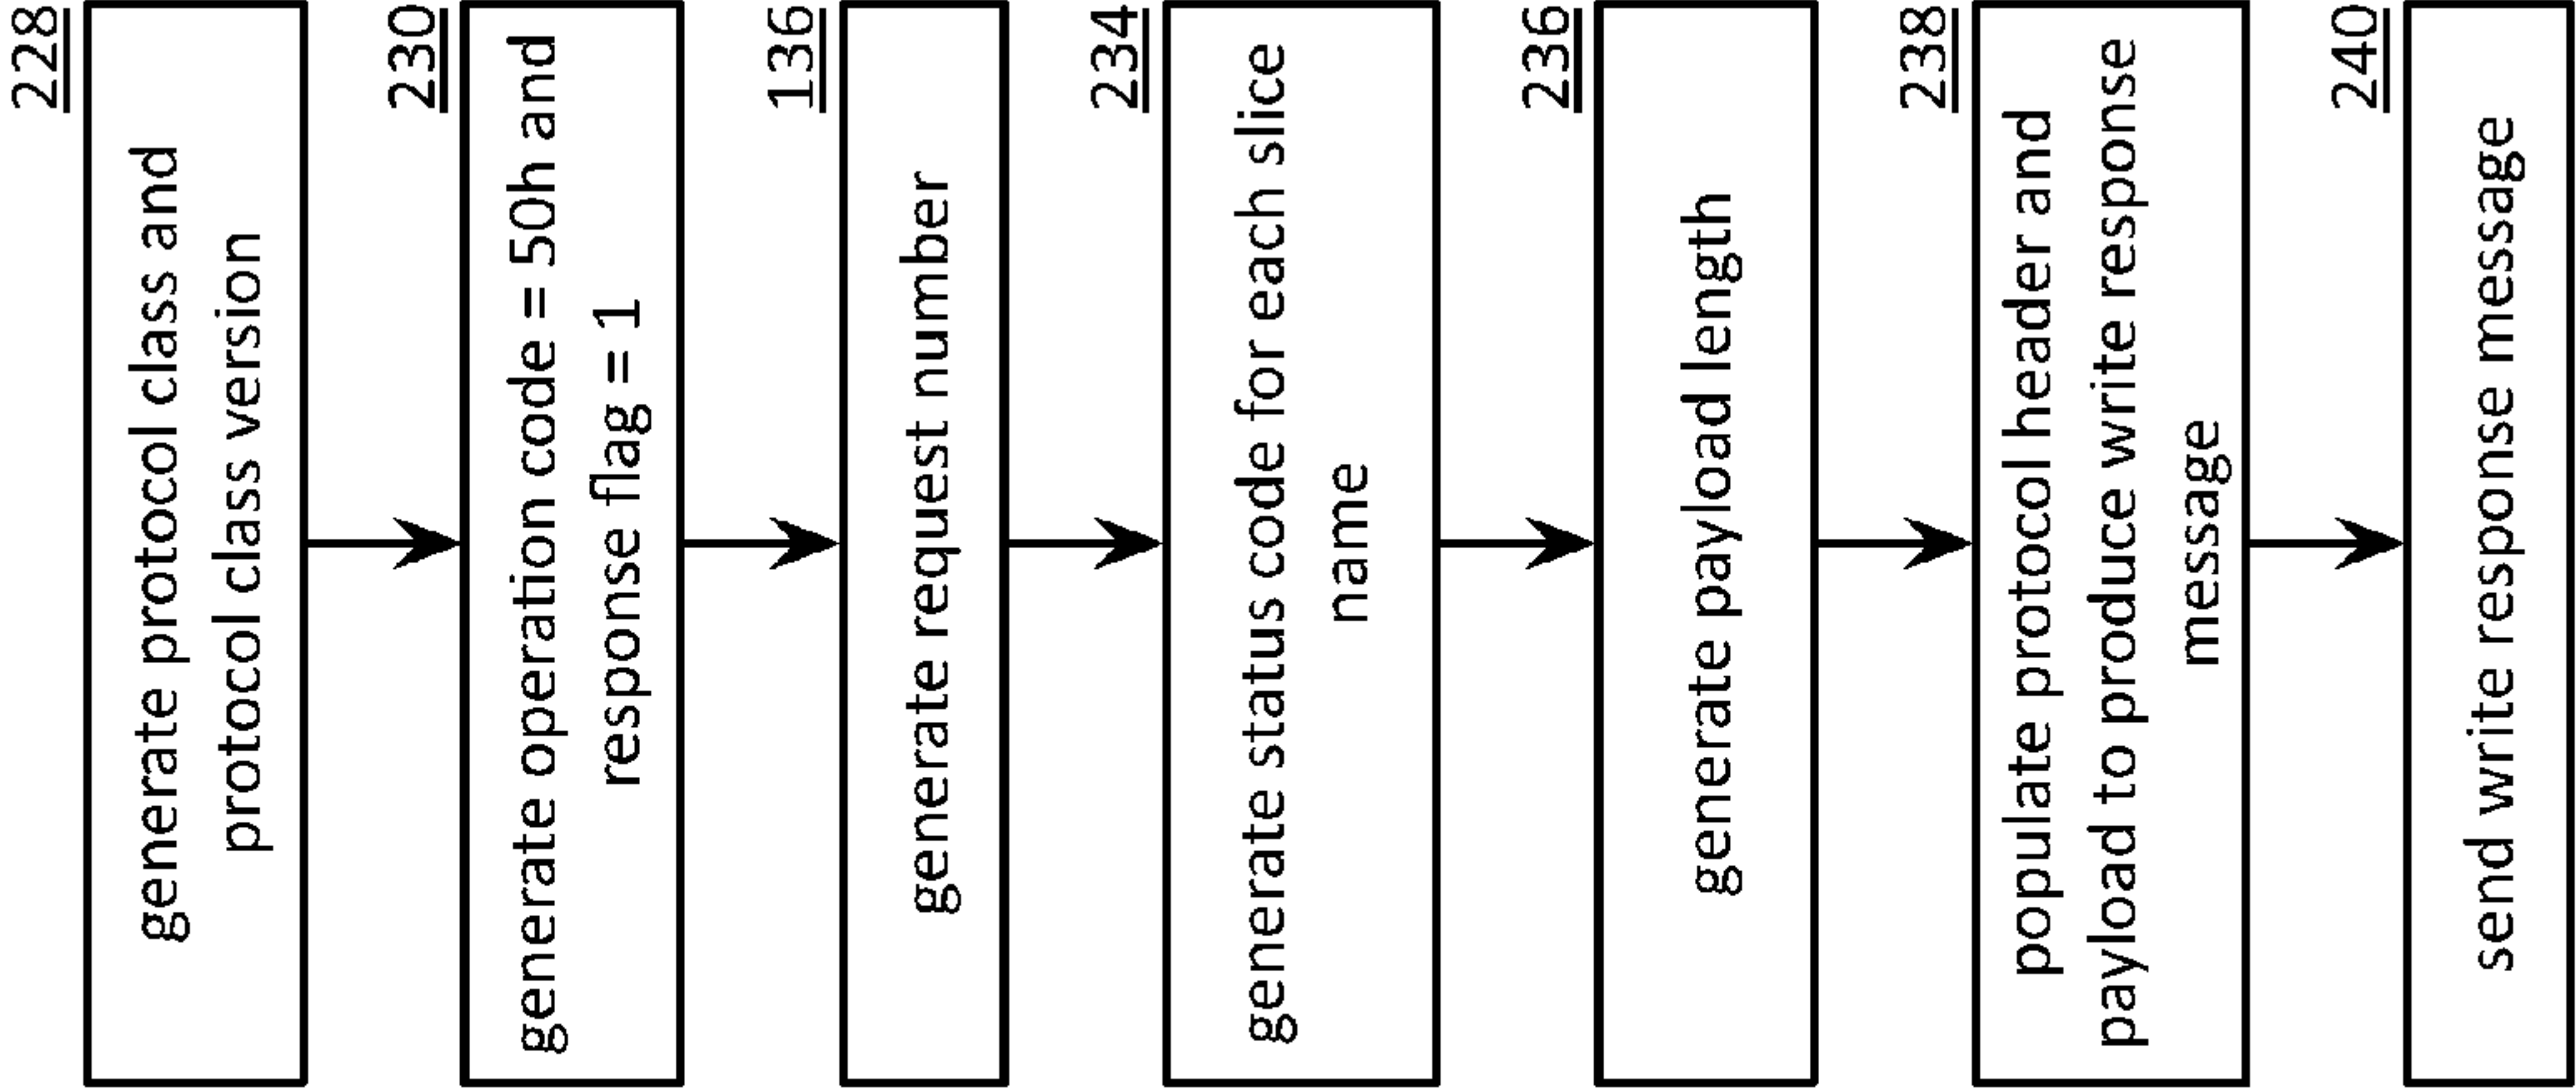 228
generate protocol class and
protocol class version
230
generate operation code = 50h and
response flag = 1
136
generate request number
234
generate status code for each slice
name
236
generate payload length
238
populate protocol header and
payload to produce write response
message
240
send write response message